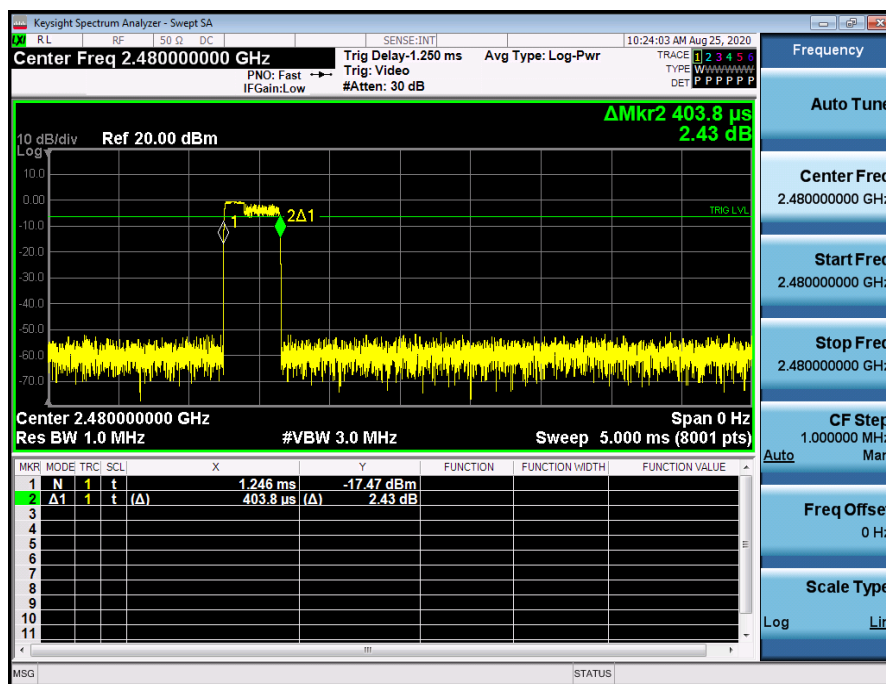 Keysight Spectrum Analyzer - Swept SA
LXI RL RF 50 Ω DC SENSE:INT 10:24:03 AM Aug 25, 2020
Center Freq 2.480000000 GHz
PNO: Fast
IFGain:Low
Trig Delay-1.250 ms
Trig: Video
#Atten: 30 dB
Avg Type: Log-Pwr
TRACE 1 2 3 4 5 6
TYPE WWWWWW
DET P P P P P P
ΔMkr2 403.8 µs
2.43 dB
10 dB/div Ref 20.00 dBm
Log
10.0
0.00
-10.0
-20.0
-30.0
-40.0
-50.0
-60.0
-70.0
1
2Δ1
TRIG LVL
Center 2.480000000 GHz Span 0 Hz
Res BW 1.0 MHz #VBW 3.0 MHz Sweep 5.000 ms (8001 pts)
MKR MODE TRC SCL X Y FUNCTION FUNCTION WIDTH FUNCTION VALUE
1 N 1 t 1.246 ms -17.47 dBm
2 Δ1 1 t (Δ) 403.8 µs (Δ) 2.43 dB
3
4
5
6
7
8
9
10
11
MSG STATUS
Frequency
Auto Tune
Center Freq
2.480000000 GHz
Start Freq
2.480000000 GHz
Stop Freq
2.480000000 GHz
CF Step
1.000000 MHz
Auto Man
Freq Offset
0 Hz
Scale Type
Log Lin